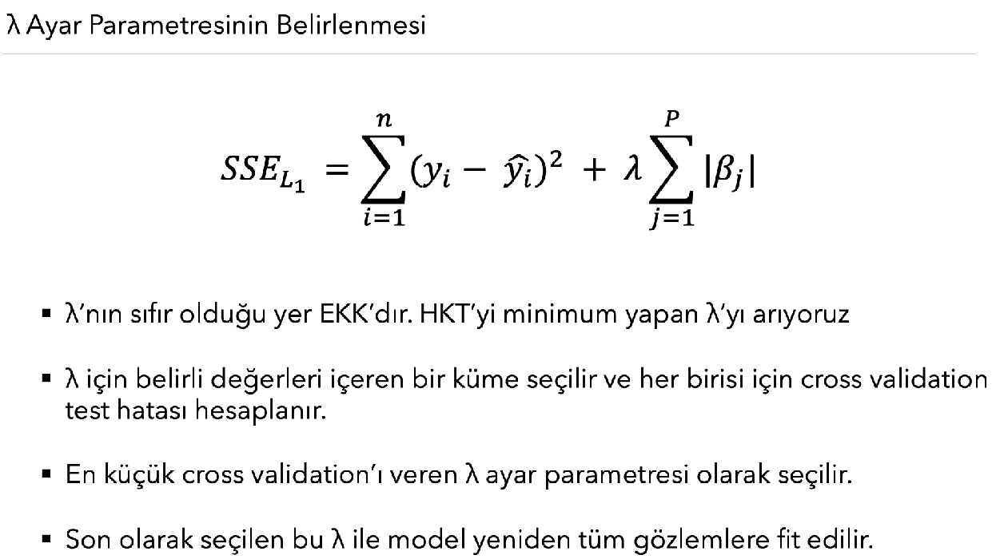 λ Ayar Parametresinin Belirlenmesi
SSE_{L_1} = \sum_{i=1}^{n} (y_i − \hat{y_i})^2 + λ \sum_{j=1}^{P} |β_j|
▪ λ’nın sıfır olduğu yer EKK’dır. HKT’yi minimum yapan λ’yı arıyoruz
▪ λ için belirli değerleri içeren bir küme seçilir ve her birisi için cross validation
test hatası hesaplanır.
▪ En küçük cross validation’ı veren λ ayar parametresi olarak seçilir.
▪ Son olarak seçilen bu λ ile model yeniden tüm gözlemlere fit edilir.